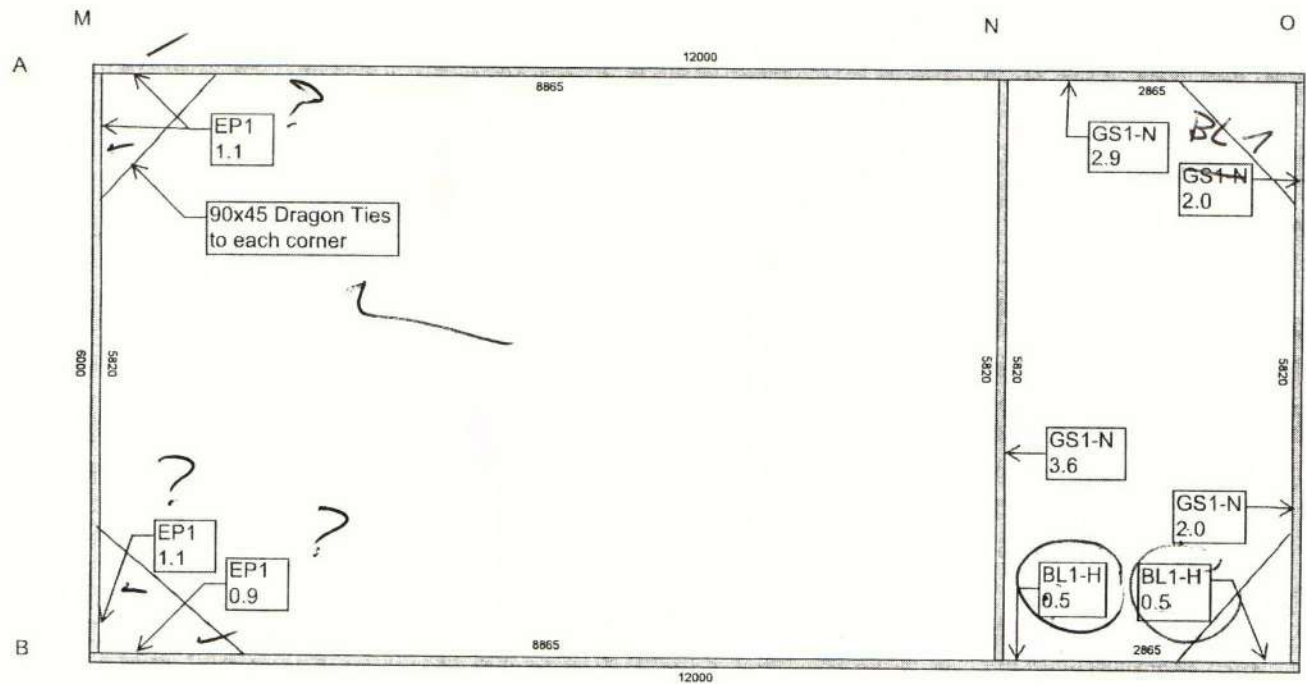 M
N
O
A
12000
8865
2865
EP1
1.1
?
GS1-N
2.9
BL 1
GS1-N
2.0
90x45 Dragon Ties
to each corner
6000
5820
5820
5820
5820
GS1-N
3.6
?
?
EP1
1.1
EP1
0.9
GS1-N
2.0
BL1-H
0.5
BL1-H
0.5
B
8865
2865
12000